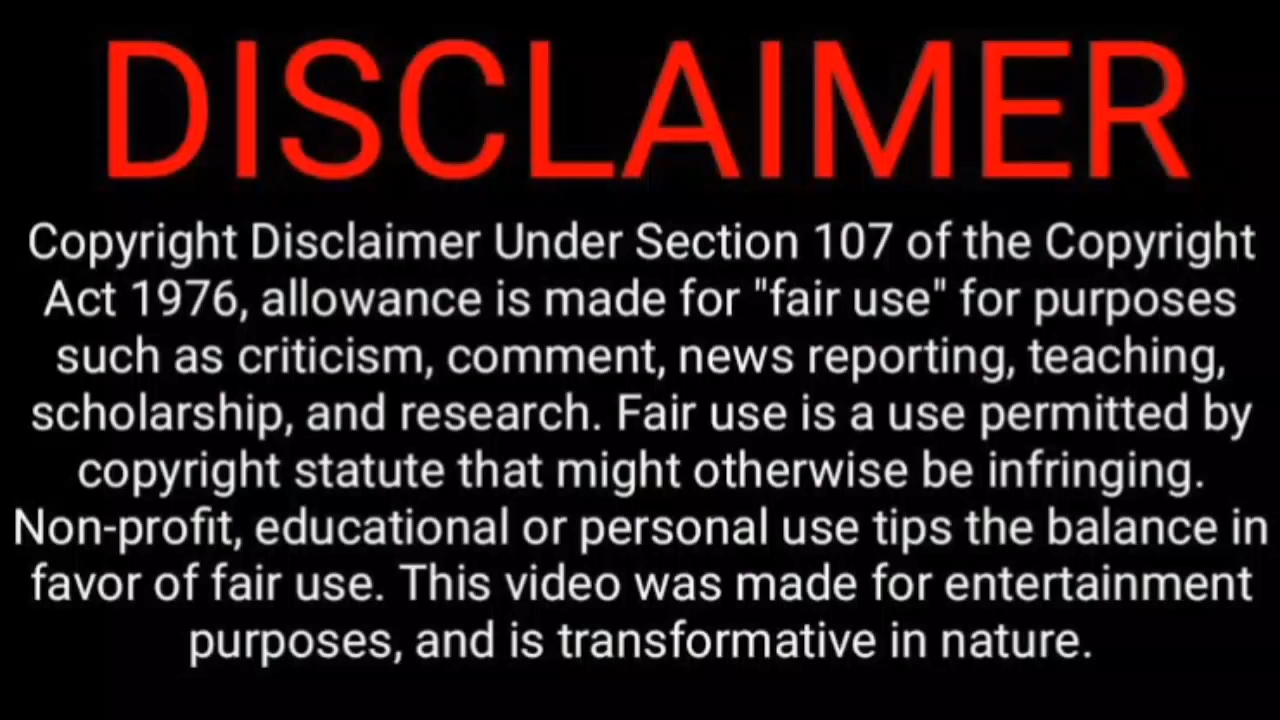 DISCLAIMER
Copyright Disclaimer Under Section 107 of the Copyright
Act 1976, allowance is made for "fair use" for purposes
such as criticism, comment, news reporting, teaching,
scholarship, and research. Fair use is a use permitted by
copyright statute that might otherwise be infringing.
Non-profit, educational or personal use tips the balance in
favor of fair use. This video was made for entertainment
purposes, and is transformative in nature.